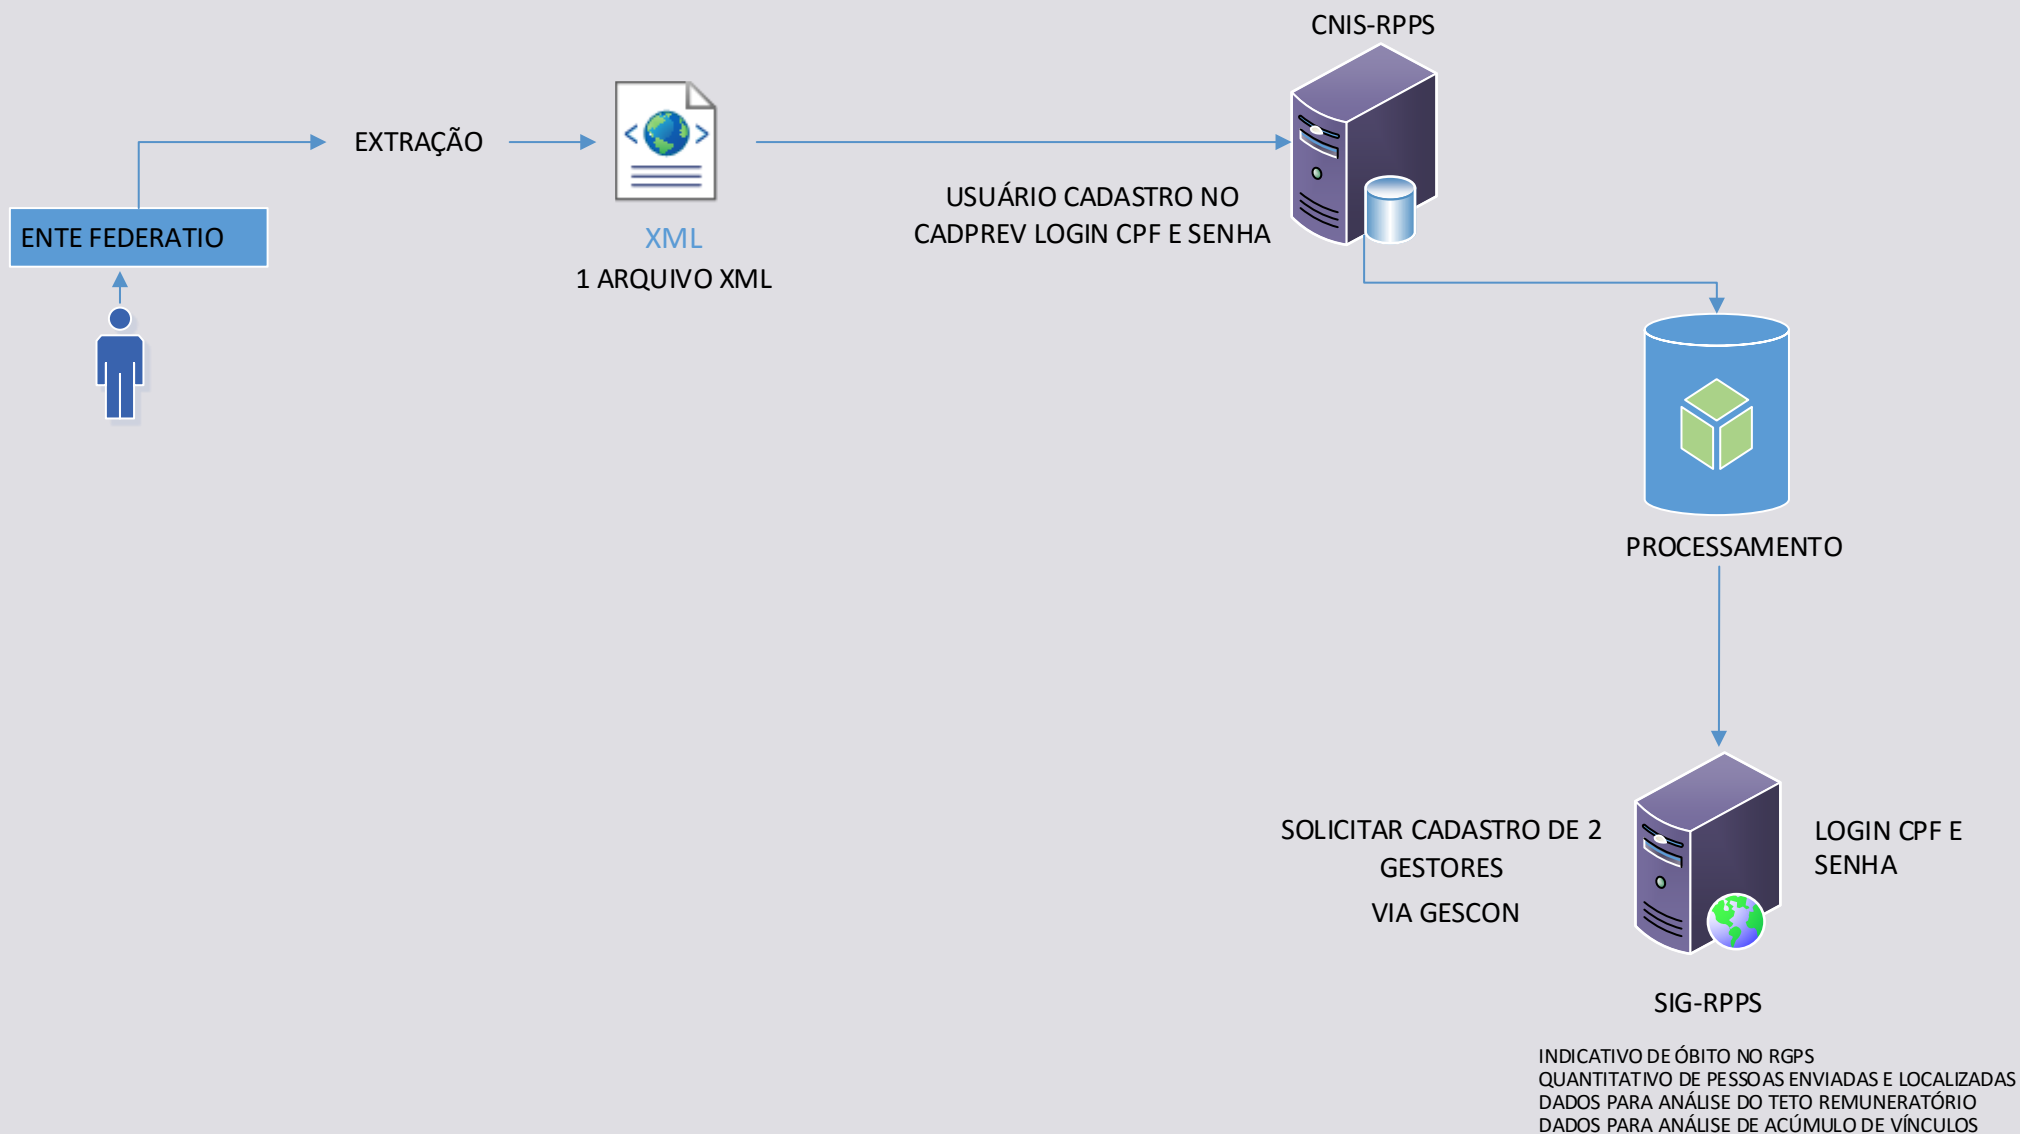 CNIS-RPPS
EXTRAÇÃO
ENTE FEDERATIO
XML
1 ARQUIVO XML
USUÁRIO CADASTRO NO
CADPREV LOGIN CPF E SENHA
PROCESSAMENTO
SOLICITAR CADASTRO DE 2
GESTORES
VIA GESCON
LOGIN CPF E
SENHA
SIG-RPPS
INDICATIVO DE ÓBITO NO RGPS
QUANTITATIVO DE PESSOAS ENVIADAS E LOCALIZADAS
DADOS PARA ANÁLISE DO TETO REMUNERATÓRIO
DADOS PARA ANÁLISE DE ACÚMULO DE VÍNCULOS